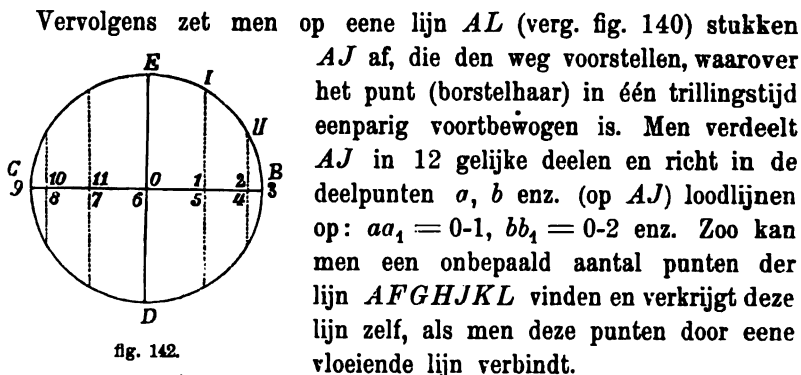 Vervolgens zet men op eene lijn AL (verg. fig. 140) stukken
AJ af, die den weg voorstellen, waarover
het punt (borstelhaar) in één trillingstijd
eenparig voortbewogen is. Men verdeelt
AJ in 12 gelijke deelen en richt in de
deelpunten a, b enz. (op AJ) loodlijnen
op: aa₁ = 0-1, bb₁ = 0-2 enz. Zoo kan
men een onbepaald aantal punten der
lijn AFGHJKL vinden en verkrijgt deze
lijn zelf, als men deze punten door eene
vloeiende lijn verbindt.
E
I
II
C
10 11 0 1 2 B
9 8 7 6 5 4 3
D
fig. 142.